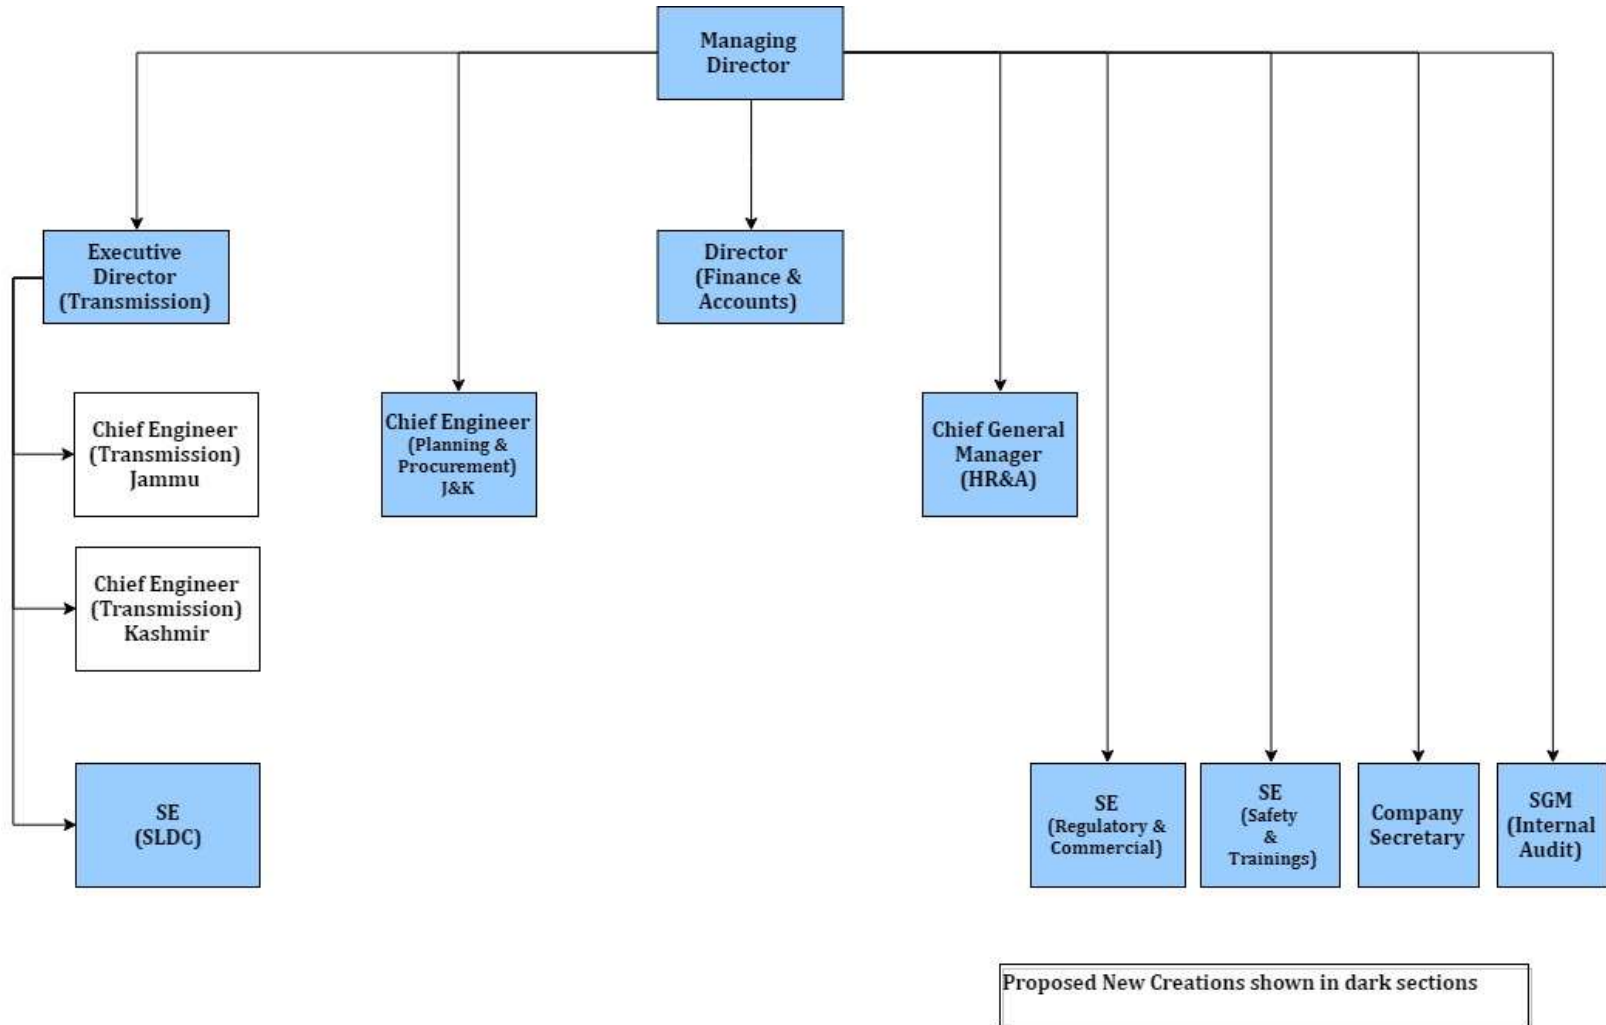 Managing
Director
Executive
Director
(Transmission)
Director
(Finance &
Accounts)
Chief Engineer
(Transmission)
Jammu
Chief Engineer
(Planning &
Procurement)
J&K
Chief General
Manager
(HR&A)
Chief Engineer
(Transmission)
Kashmir
SE
(SLDC)
SE
(Regulatory &
Commercial)
SE
(Safety
&
Trainings)
Company
Secretary
SGM
(Internal
Audit)
Proposed New Creations shown in dark sections